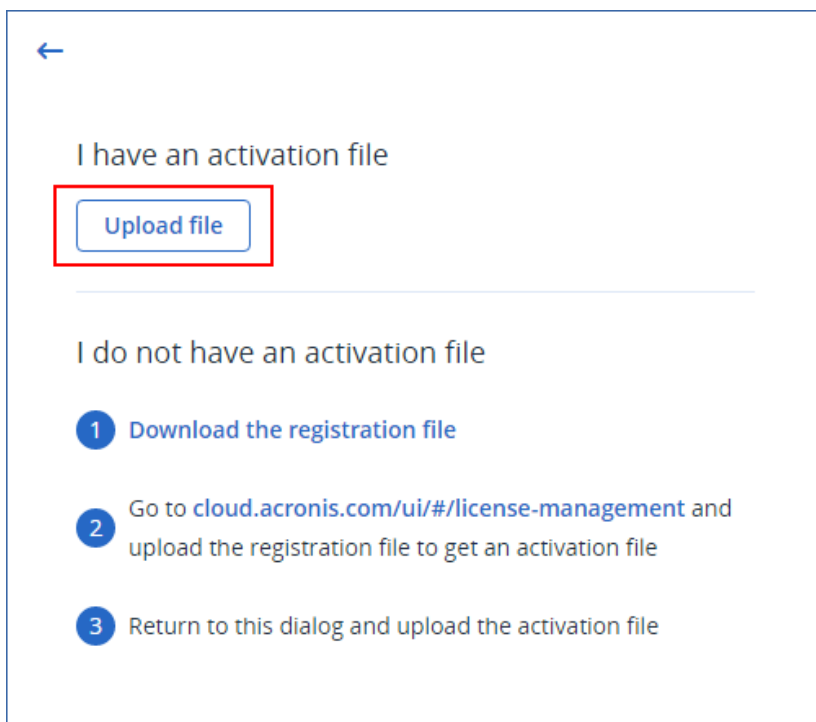 I have an activation file
Upload file
I do not have an activation file
1 Download the registration file
2 Go to cloud.acronis.com/ui/#/license-management and
upload the registration file to get an activation file
3 Return to this dialog and upload the activation file